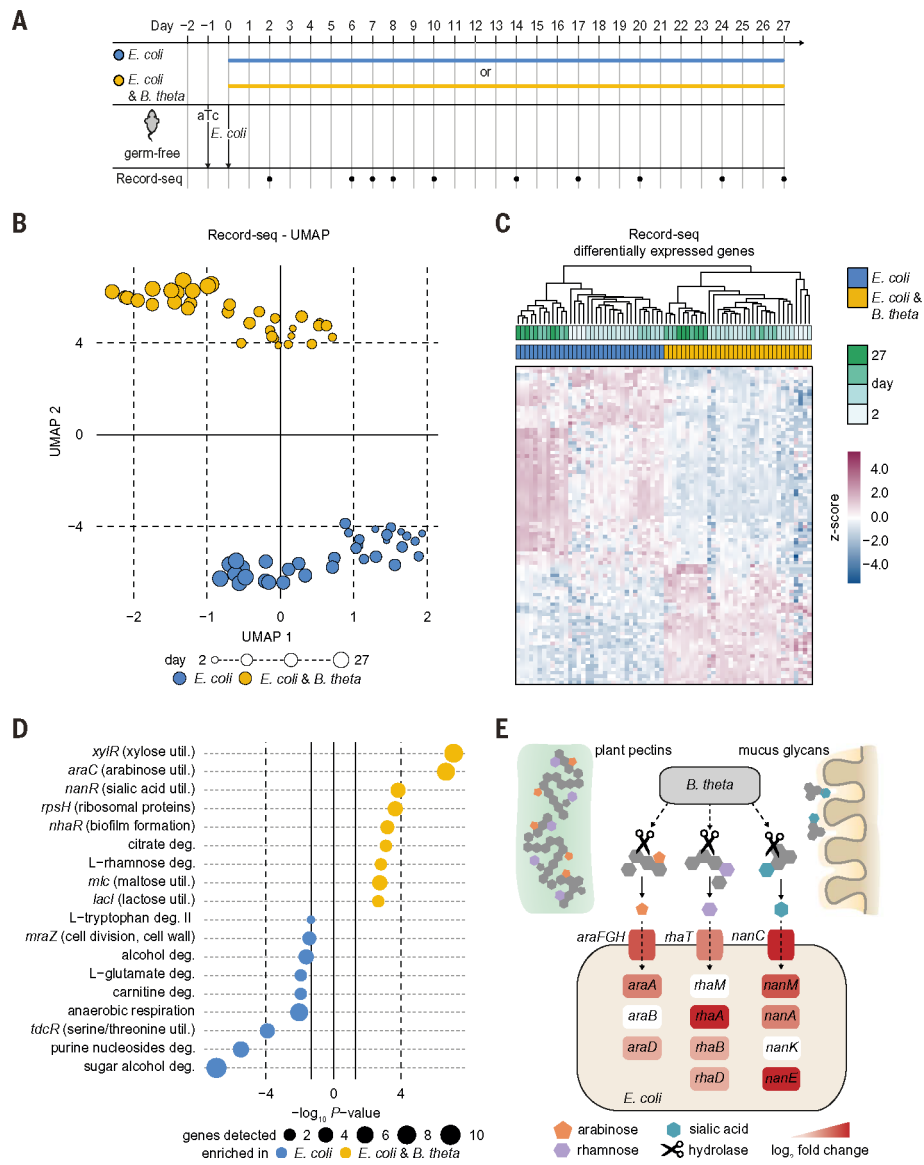 A
Day −2 −1 0 1 2 3 4 5 6 7 8 9 10 11 12 13 14 15 16 17 18 19 20 21 22 23 24 25 26 27
E. coli
or
E. coli
& B. theta
aTc
E. coli
germ-free
Record-seq
B
Record-seq - UMAP
4
0
−4
UMAP 2
−2 −1 0 1 2
UMAP 1
day 2 27
E. coli E. coli & B. theta
C
Record-seq
differentially expressed genes
E. coli
E. coli &
B. theta
27
day
2
4.0
2.0
0.0
−2.0
−4.0
z-score
D
xylR (xylose util.)
araC (arabinose util.)
nanR (sialic acid util.)
rpsH (ribosomal proteins)
nhaR (biofilm formation)
citrate deg.
L−rhamnose deg.
mlc (maltose util.)
lacI (lactose util.)
L−tryptophan deg. II
mraZ (cell division, cell wall)
alcohol deg.
L−glutamate deg.
carnitine deg.
anaerobic respiration
tdcR (serine/threonine util.)
purine nucleosides deg.
sugar alcohol deg.
−4 0 4
−log10 P−value
genes detected 2 4 6 8 10
enriched in E. coli E. coli & B. theta
E
plant pectins mucus glycans
B. theta
araFGH rhaT nanC
araA rhaM nanM
araB rhaA nanA
araD rhaB nanK
rhaD nanE
E. coli
arabinose sialic acid
rhamnose hydrolase
log2 fold change